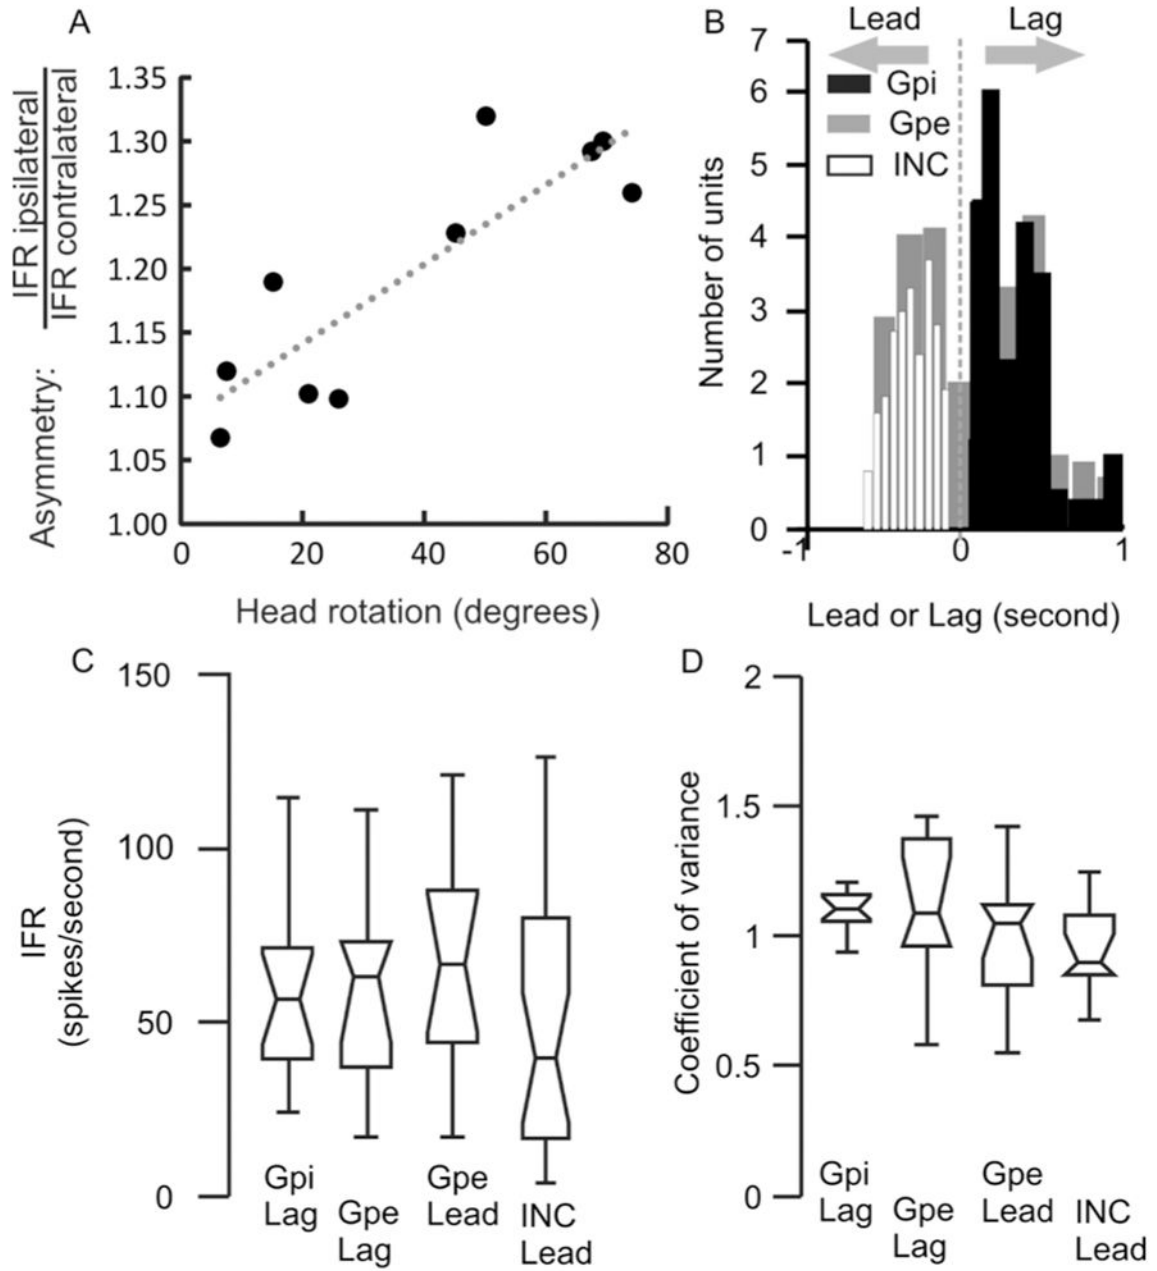 A
IFR ipsilateral
IFR contralateral
Asymmetry:
1.35
1.30
1.25
1.20
1.15
1.10
1.05
1.00
0 20 40 60 80
Head rotation (degrees)
B
Lead Lag
Gpi
Gpe
INC
Number of units
7
6
5
4
3
2
1
0
-1 0 1
Lead or Lag (second)
C
IFR
(spikes/second)
150
100
50
0
Gpi
Lag
Gpe
Lag
Gpe
Lead
INC
Lead
D
Coefficient of variance
2
1.5
1
0.5
0
Gpi
Lag
Gpe
Lag
Gpe
Lead
INC
Lead